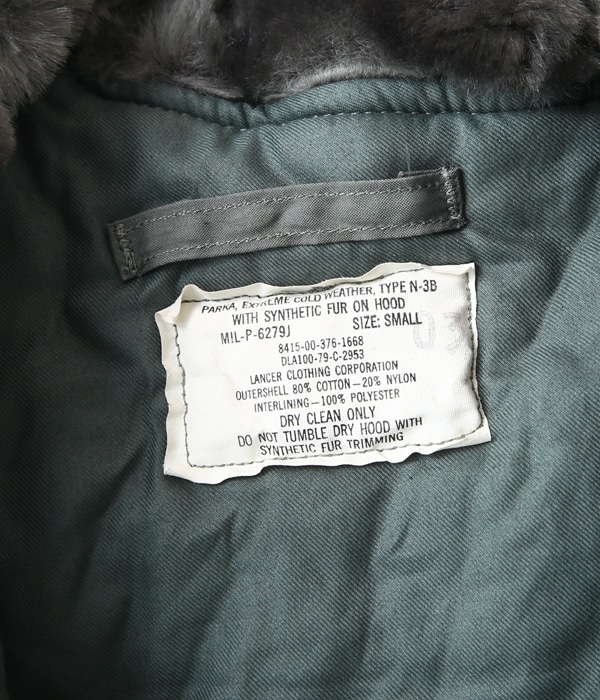 PARKA, EXTREME COLD WEATHER, TYPE N-3B
WITH SYNTHETIC FUR ON HOOD
MIL-P-6279J SIZE: SMALL
8415-00-376-1668
DLA100-79-C-2953
LANCER CLOTHING CORPORATION
OUTERSHELL 80% COTTON—20% NYLON
INTERLINING—100% POLYESTER
DRY CLEAN ONLY
DO NOT TUMBLE DRY HOOD WITH
SYNTHETIC FUR TRIMMING